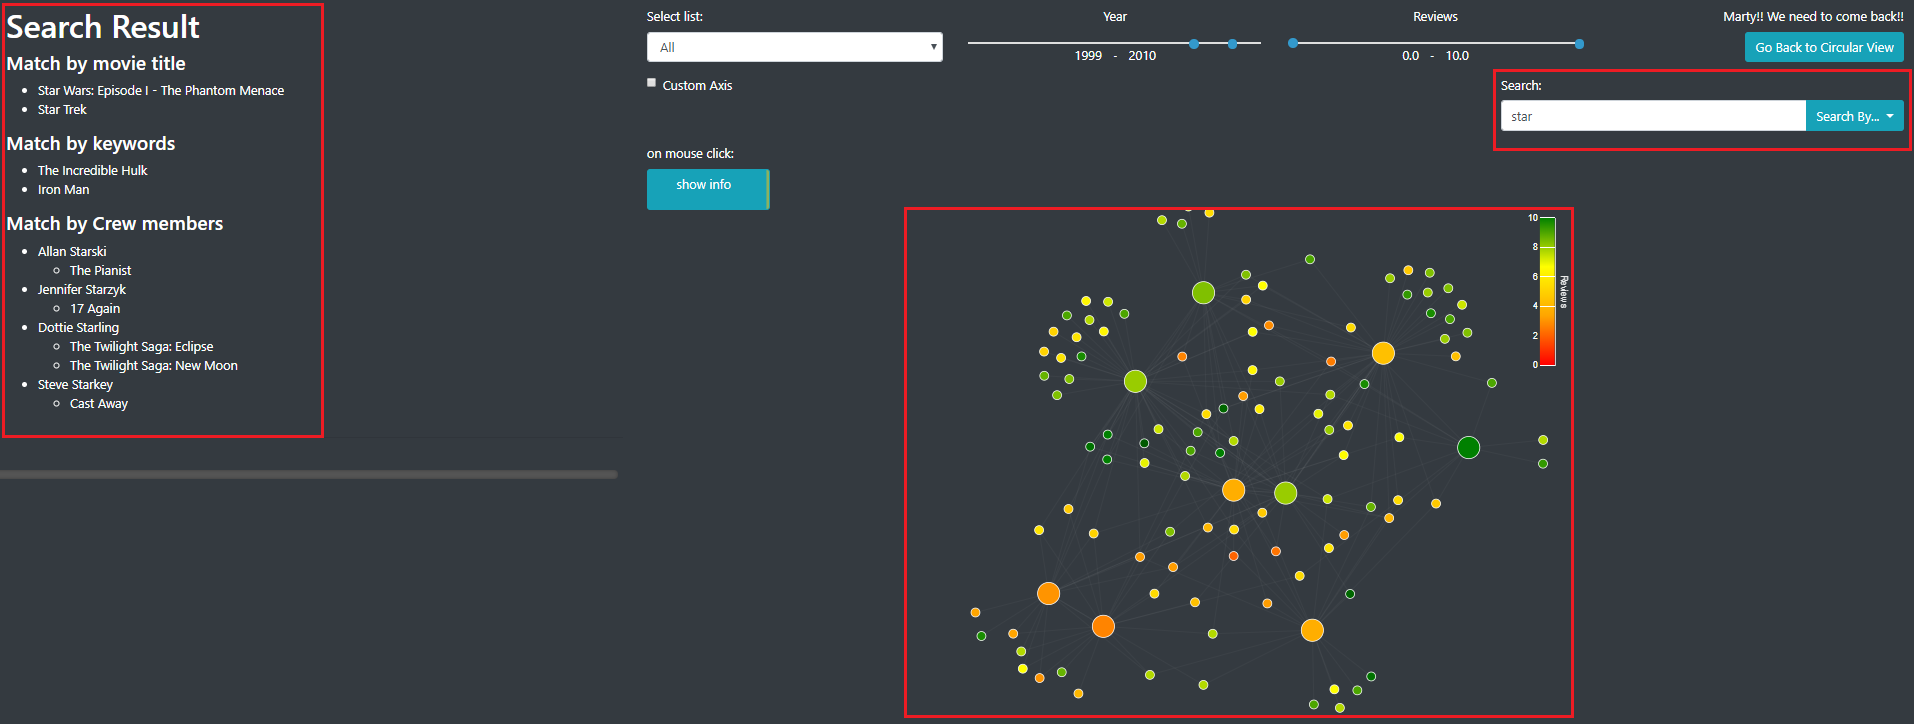 Search Result
Match by movie title
Star Wars: Episode I - The Phantom Menace
Star Trek
Match by keywords
The Incredible Hulk
Iron Man
Match by Crew members
Allan Starski
The Pianist
Jennifer Starzyk
17 Again
Dottie Starling
The Twilight Saga: Eclipse
The Twilight Saga: New Moon
Steve Starkey
Cast Away
Select list:
All
Custom Axis
on mouse click:
show info
Year
1999 - 2010
Reviews
0.0 - 10.0
Marty!! We need to come back!!
Go Back to Circular View
Search:
star
Search By...
10
8
6
4
2
0
Reviews